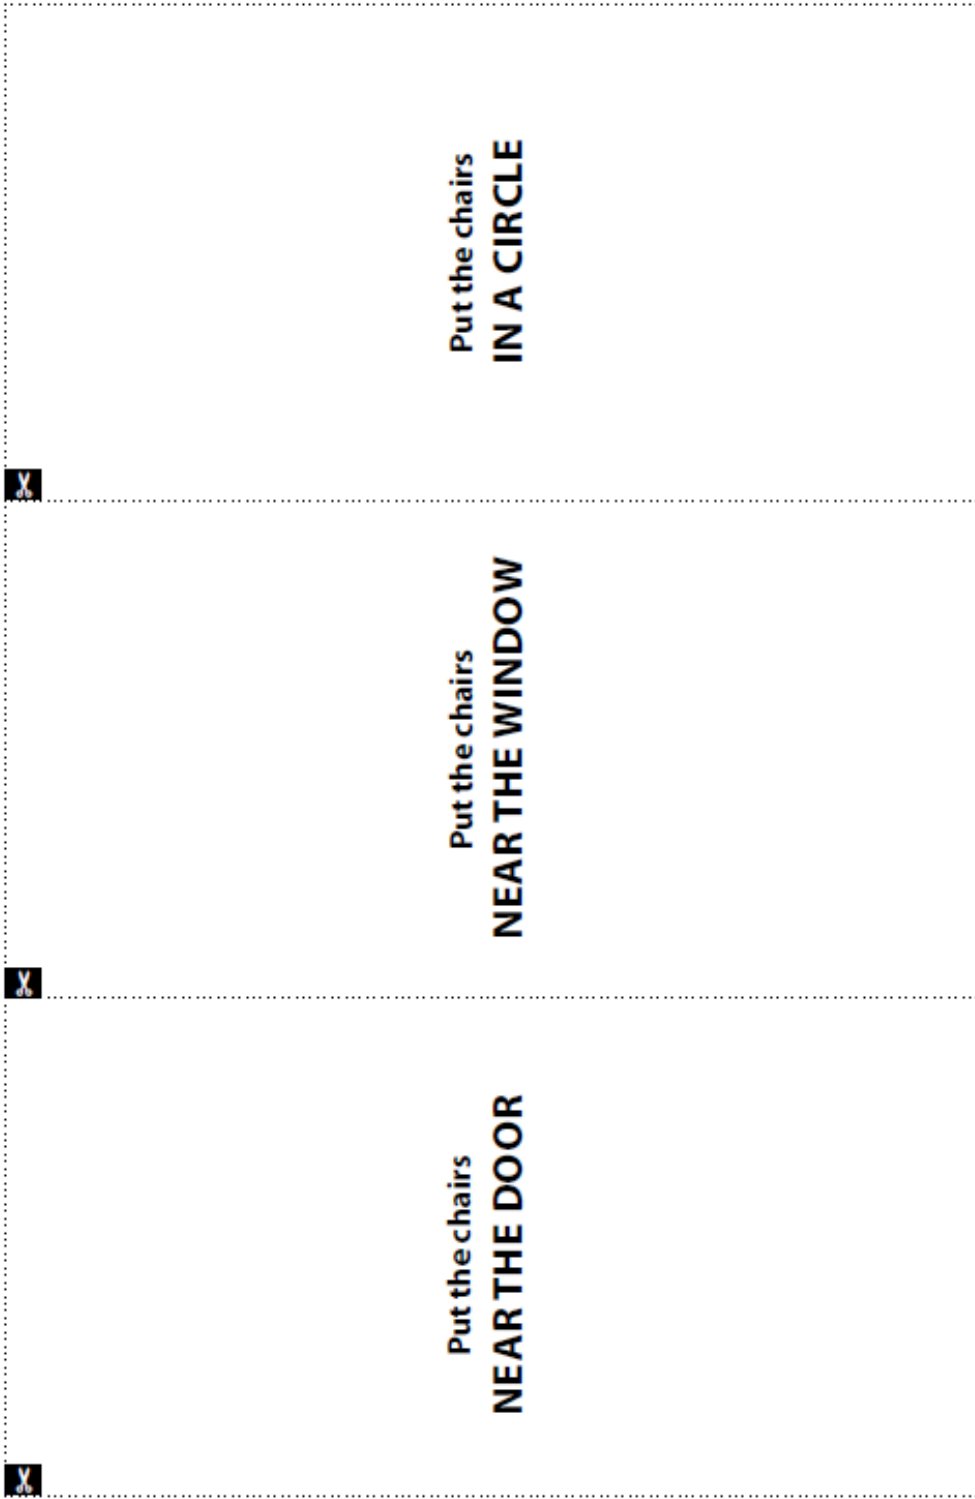 Put the chairs
IN A CIRCLE
Put the chairs
NEAR THE WINDOW
Put the chairs
NEAR THE DOOR